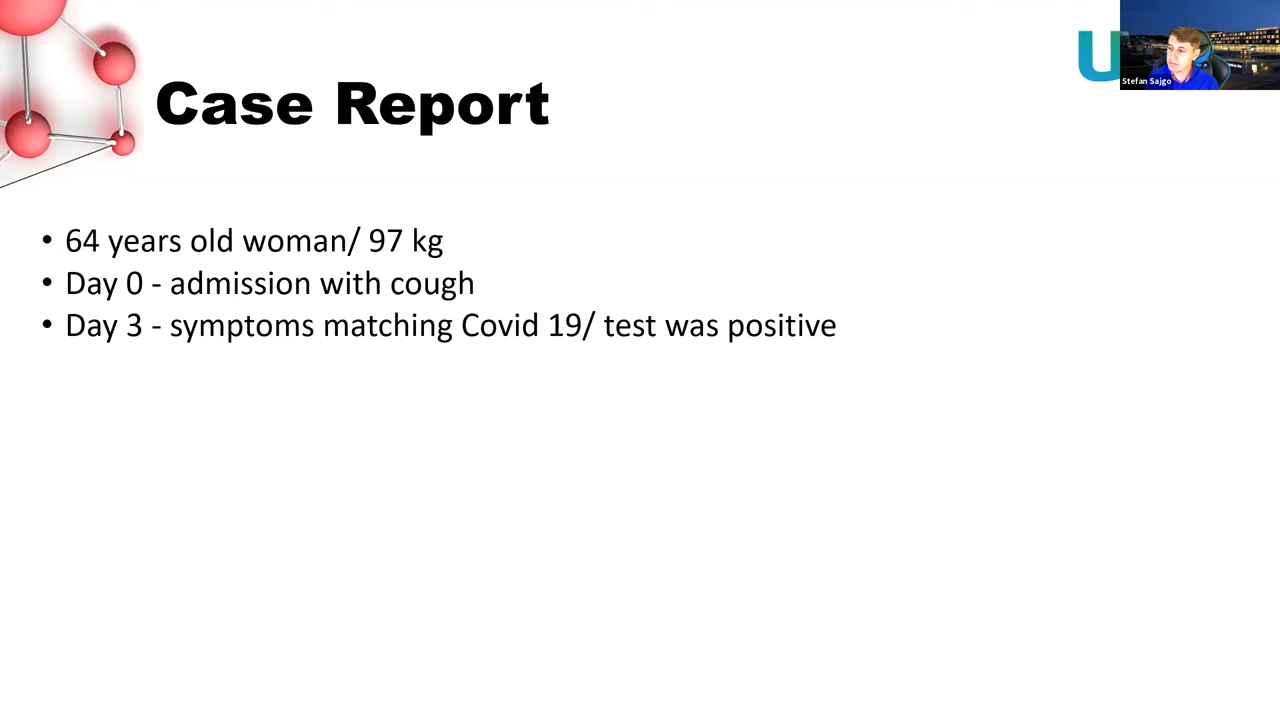 Case Report
U
Stefan Sajgo
• 64 years old woman/ 97 kg
• Day 0 - admission with cough
• Day 3 - symptoms matching Covid 19/ test was positive